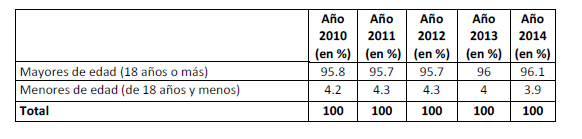 Año 2010 (en %) Año 2011 (en %) Año 2012 (en %) Año 2013 (en %) Año 2014 (en %)
Mayores de edad (18 años o más) 95.8 95.7 95.7 96 96.1
Menores de edad (de 18 años y menos) 4.2 4.3 4.3 4 3.9
Total 100 100 100 100 100